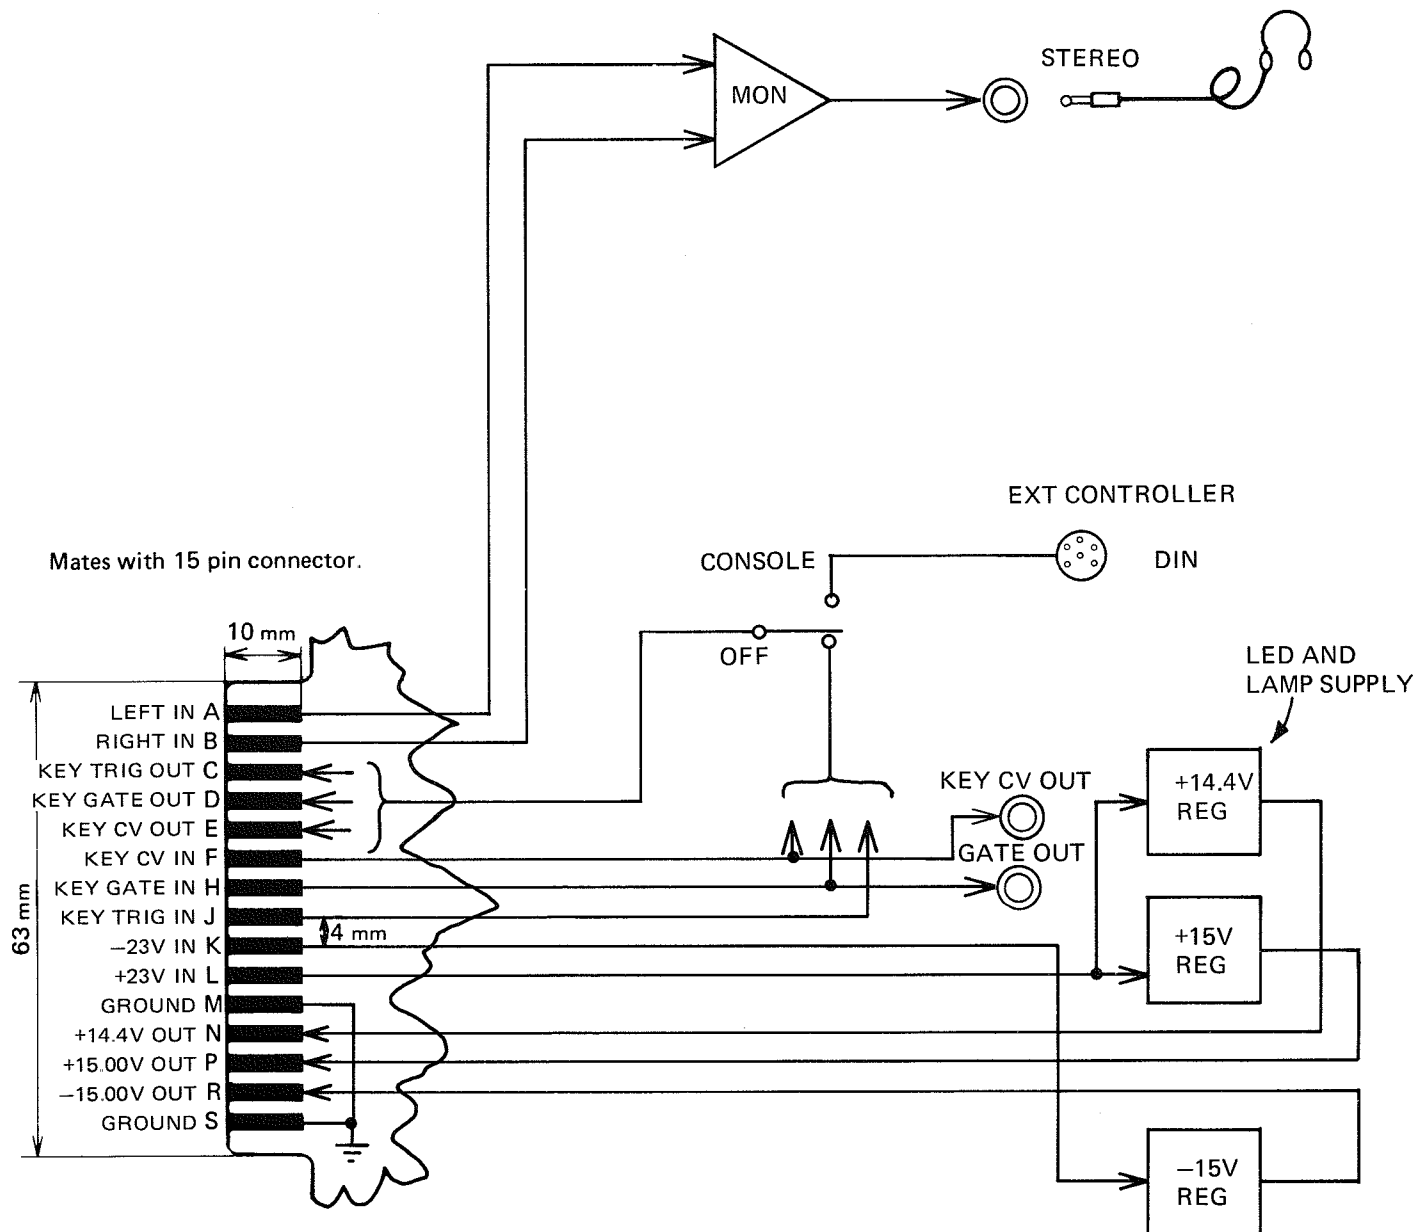 STEREO
MON
EXT CONTROLLER
DIN
CONSOLE
OFF
Mates with 15 pin connector.
10 mm
63 mm
LEFT IN A
RIGHT IN B
KEY TRIG OUT C
KEY GATE OUT D
KEY CV OUT E
KEY CV IN F
KEY GATE IN H
KEY TRIG IN J
–23V IN K
+23V IN L
GROUND M
+14.4V OUT N
+15.00V OUT P
–15.00V OUT R
GROUND S
4 mm
KEY CV OUT
GATE OUT
LED AND
LAMP SUPPLY
+14.4V
REG
+15V
REG
–15V
REG